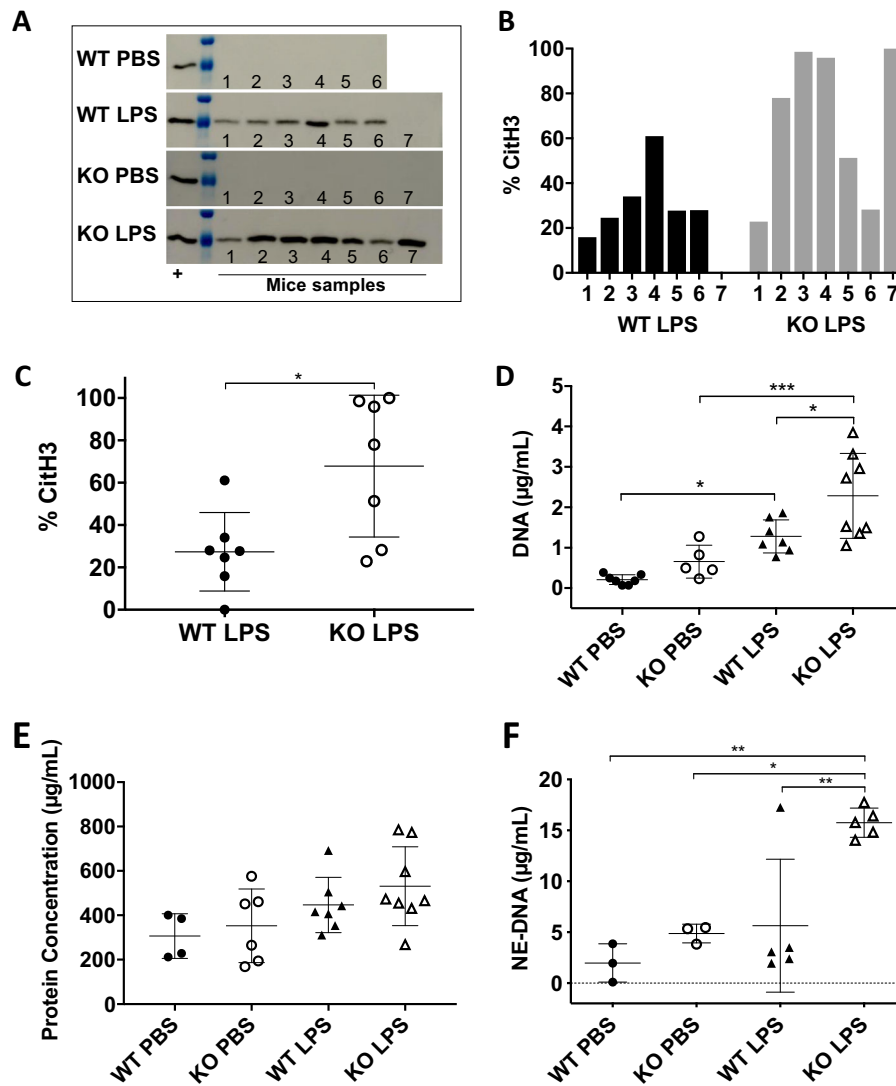 A
WT PBS
1 2 3 4 5 6
WT LPS
1 2 3 4 5 6 7
KO PBS
1 2 3 4 5 6 7
KO LPS
1 2 3 4 5 6 7
+
Mice samples
B
% CitH3
100
80
60
40
20
0
1 2 3 4 5 6 7 1 2 3 4 5 6 7
WT LPS KO LPS
C
% CitH3
100
80
60
40
20
0
*
WT LPS KO LPS
D
DNA (µg/mL)
5
4
3
2
1
0
***
*
*
WT PBS
KO PBS
WT LPS
KO LPS
E
Protein Concentration (µg/mL)
1000
800
600
400
200
0
WT PBS
KO PBS
WT LPS
KO LPS
F
NE-DNA (µg/mL)
20
15
10
5
0
**
*
**
WT PBS
KO PBS
WT LPS
KO LPS